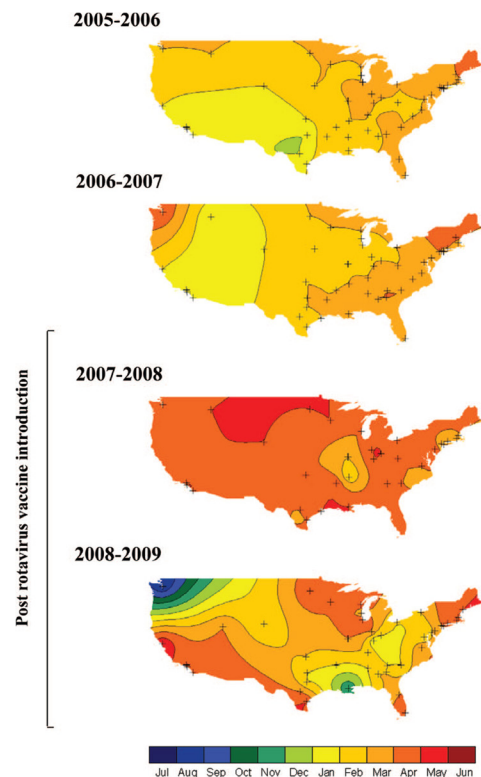 2005-2006
2006-2007
Post rotavirus vaccine introduction
2007-2008
2008-2009
Jul Aug Sep Oct Nov Dec Jan Feb Mar Apr May Jun